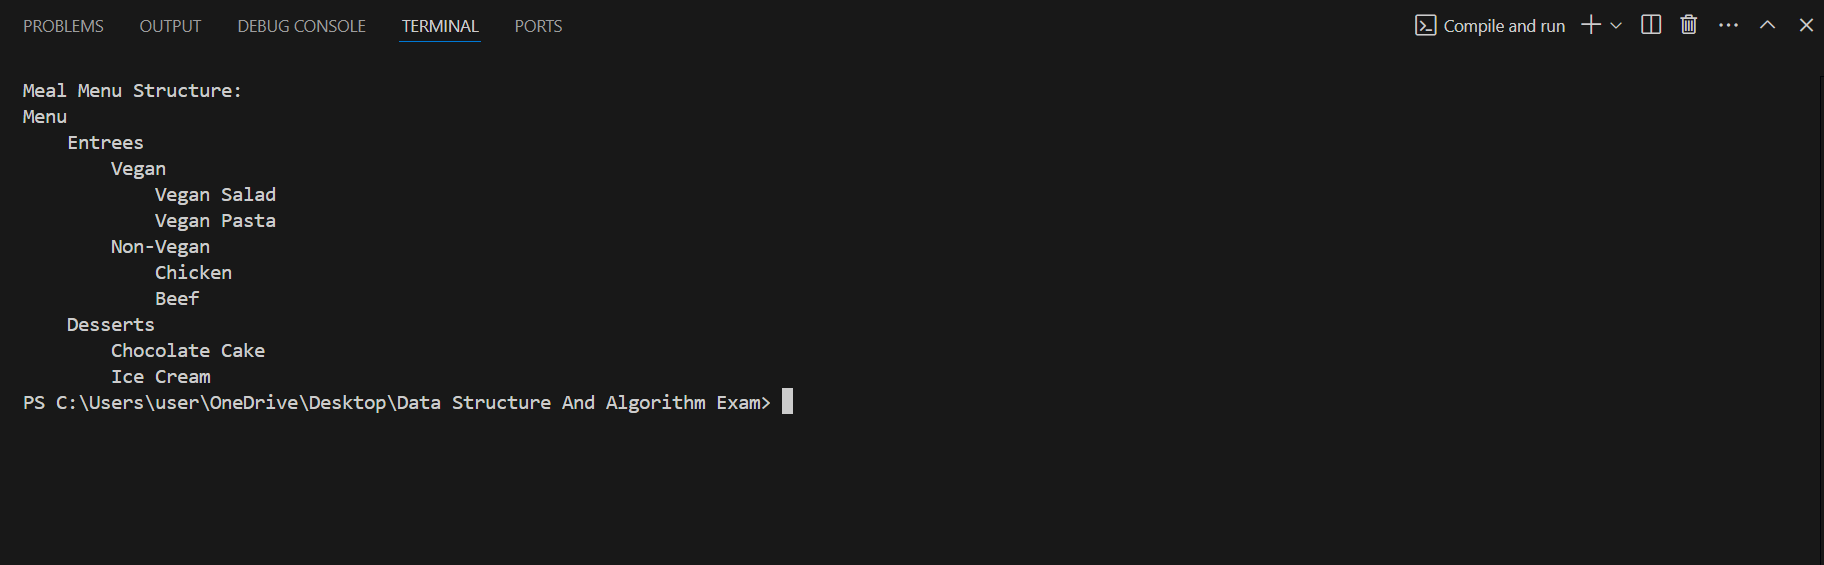 PROBLEMS OUTPUT DEBUG CONSOLE TERMINAL PORTS Compile and run
Meal Menu Structure:
Menu
    Entrees
        Vegan
            Vegan Salad
            Vegan Pasta
        Non-Vegan
            Chicken
            Beef
    Desserts
        Chocolate Cake
        Ice Cream
PS C:\Users\user\OneDrive\Desktop\Data Structure And Algorithm Exam>